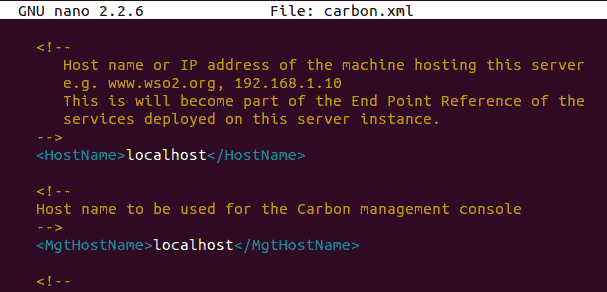 GNU nano 2.2.6 File: carbon.xml
<!--
Host name or IP address of the machine hosting this server
e.g. www.wso2.org, 192.168.1.10
This is will become part of the End Point Reference of the
services deployed on this server instance.
-->
<HostName>localhost</HostName>
<!--
Host name to be used for the Carbon management console
-->
<MgtHostName>localhost</MgtHostName>
<!--